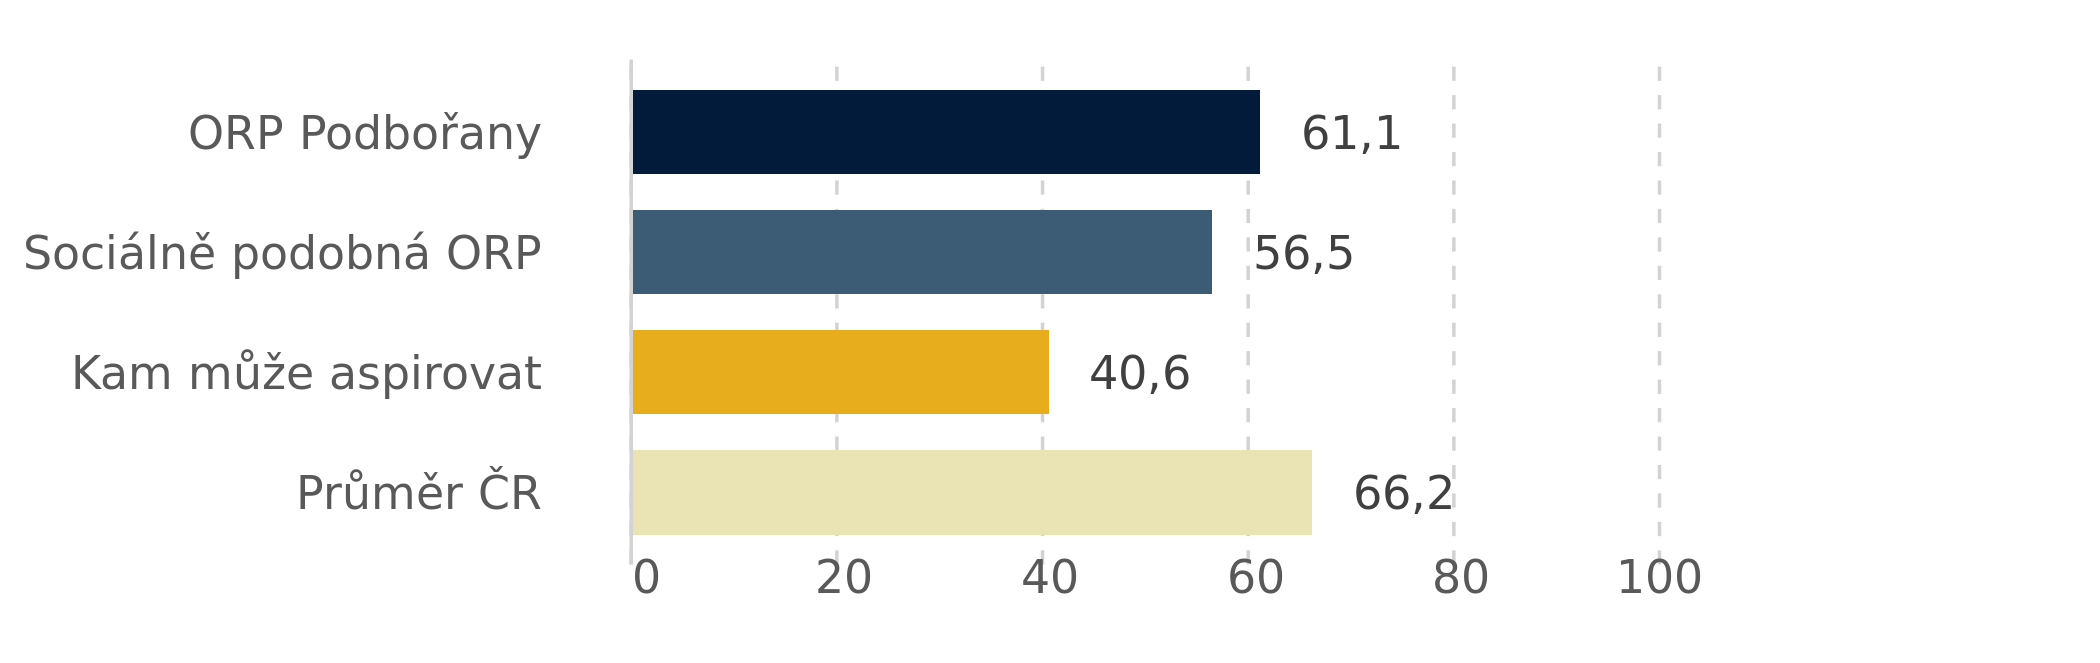 ORP Podbořany
61,1
Sociálně podobná ORP
56,5
Kam může aspirovat
40,6
Průměr ČR
66,2
0 20 40 60 80 100